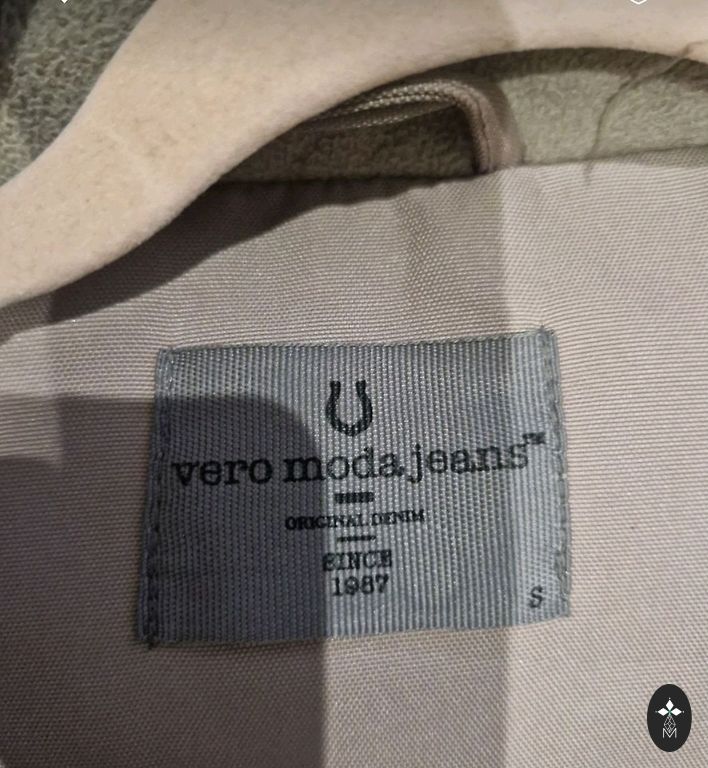 vero moda jeans™
ORIGINAL DENIM
SINCE
1987
S
M